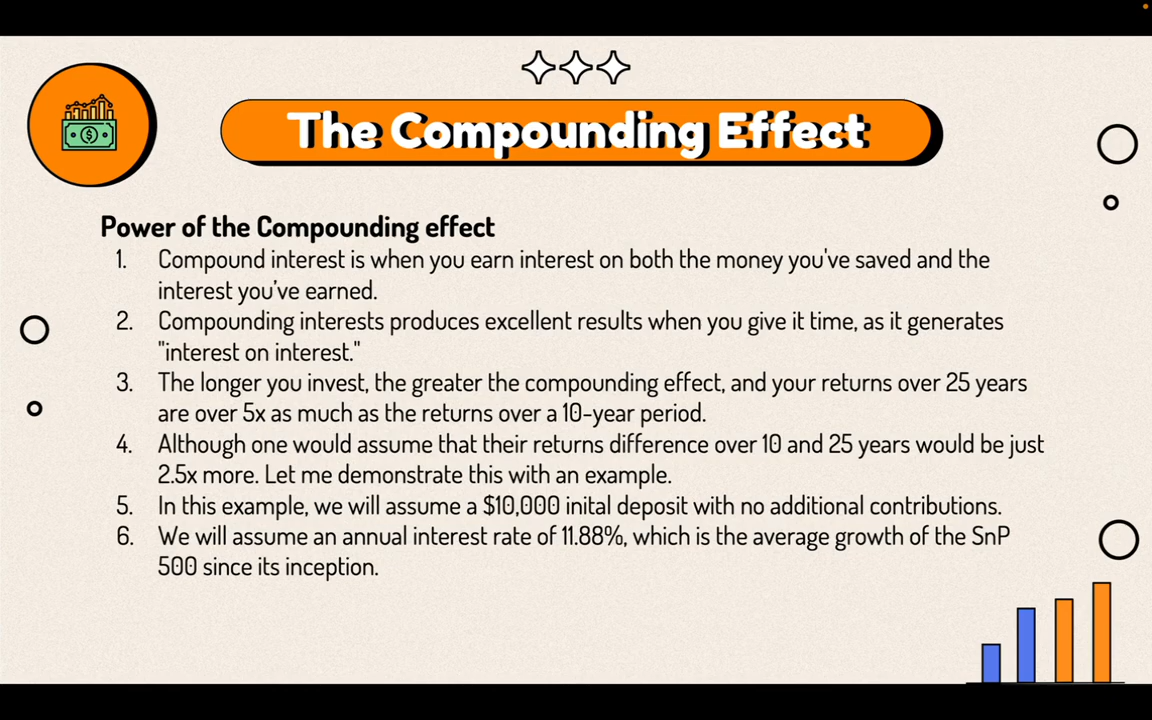 The Compounding Effect
Power of the Compounding effect
1. Compound interest is when you earn interest on both the money you've saved and the
interest you've earned.
2. Compounding interests produces excellent results when you give it time, as it generates
"interest on interest."
3. The longer you invest, the greater the compounding effect, and your returns over 25 years
are over 5x as much as the returns over a 10-year period.
4. Although one would assume that their returns difference over 10 and 25 years would be just
2.5x more. Let me demonstrate this with an example.
5. In this example, we will assume a $10,000 inital deposit with no additional contributions.
6. We will assume an annual interest rate of 11.88%, which is the average growth of the SnP
500 since its inception.